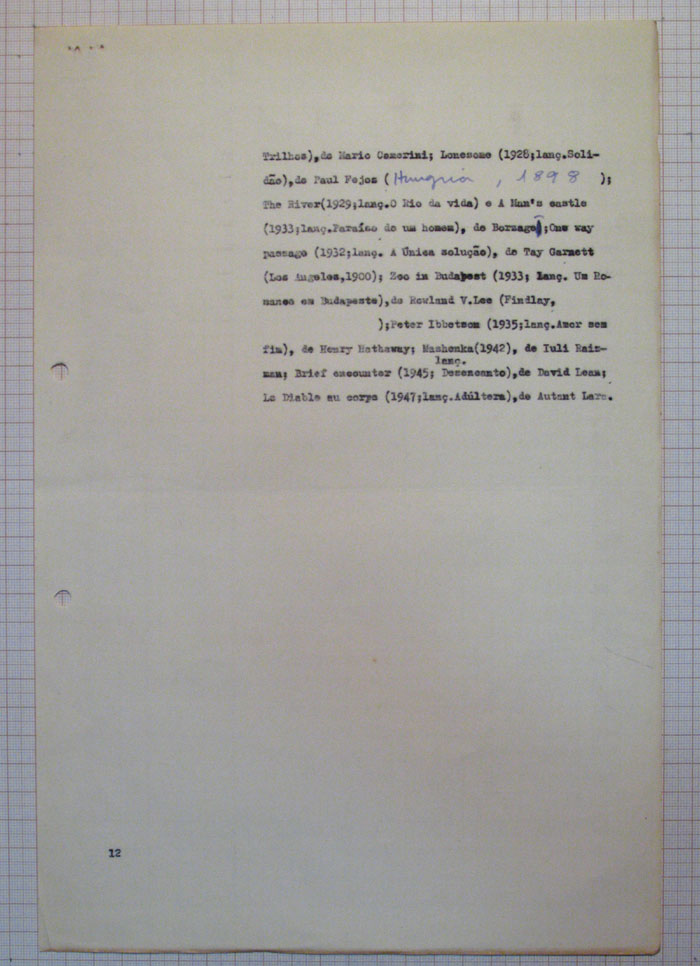 Trilhos),de Mario Camerini; Lonesome (1928;lanç.Soli-
dão),de Paul Fejos ( Hungria , 1898 );
The River(1929;lanç.O Rio da vida) e A Man's castle
(1933;lanç.Paraíso de um homem), de Borzage;One way
passage (1932;lanç. A Única solução), de Tay Garnett
(Los Angeles,1900); Zoo in Budapest (1933; lanç. Um Ro-
mance em Budapeste),de Rowland V.Lee (Findlay,
);Peter Ibbetson (1935;lanç.Amor sem
fim), de Henry Hathaway; Mashenka(1942), de Iuli Raiz-
lanç.
man; Brief encounter (1945; Desencanto),de David Lean;
Le Diable au corps (1947;lanç.Adúltera),de Autant Lara.
12